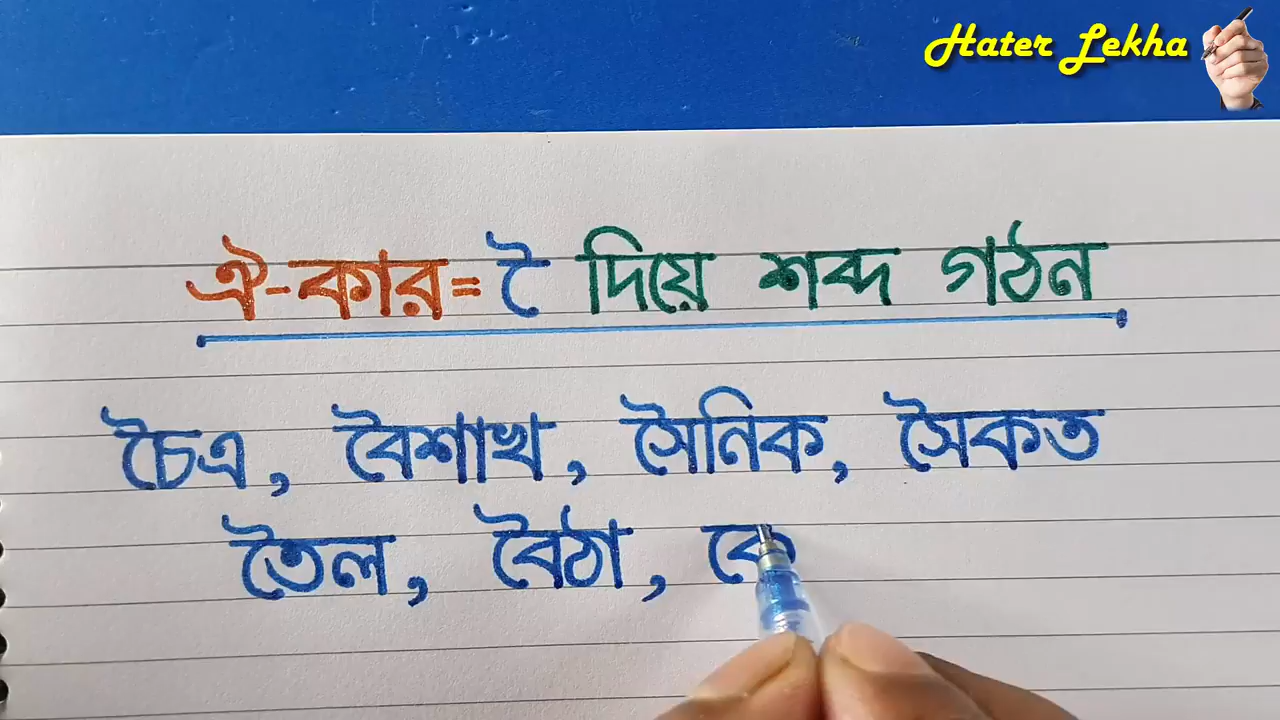 Hater Lekha
ঐ-কার= ৈ দিয়ে শব্দ গঠন
চৈত্র, বৈশাখ, সৈনিক, সৈকত
তৈল, বৈঠা,